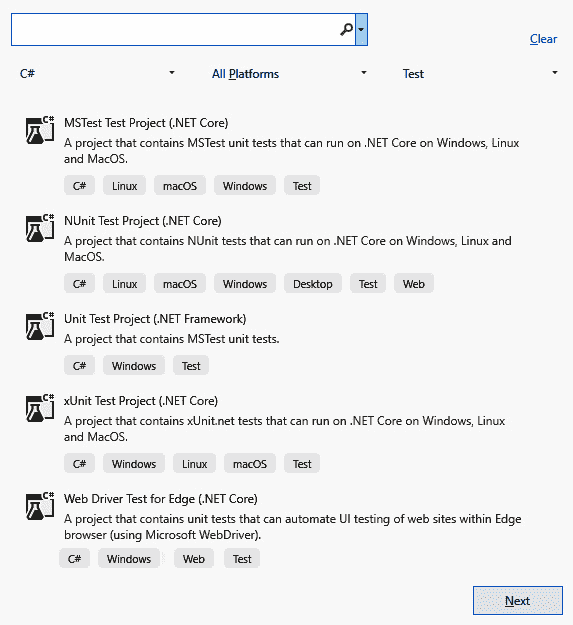 Clear
C# All Platforms Test
C#
MSTest Test Project (.NET Core)
A project that contains MSTest unit tests that can run on .NET Core on Windows, Linux
and MacOS.
C# Linux macOS Windows Test
C#
NUnit Test Project (.NET Core)
A project that contains NUnit tests that can run on .NET Core on Windows, Linux and
MacOS.
C# Linux macOS Windows Desktop Test Web
C#
Unit Test Project (.NET Framework)
A project that contains MSTest unit tests.
C# Windows Test
C#
xUnit Test Project (.NET Core)
A project that contains xUnit.net tests that can run on .NET Core on Windows, Linux
and MacOS.
C# Windows Linux macOS Test
C#
Web Driver Test for Edge (.NET Core)
A project that contains unit tests that can automate UI testing of web sites within Edge
browser (using Microsoft WebDriver).
C# Windows Web Test
Next